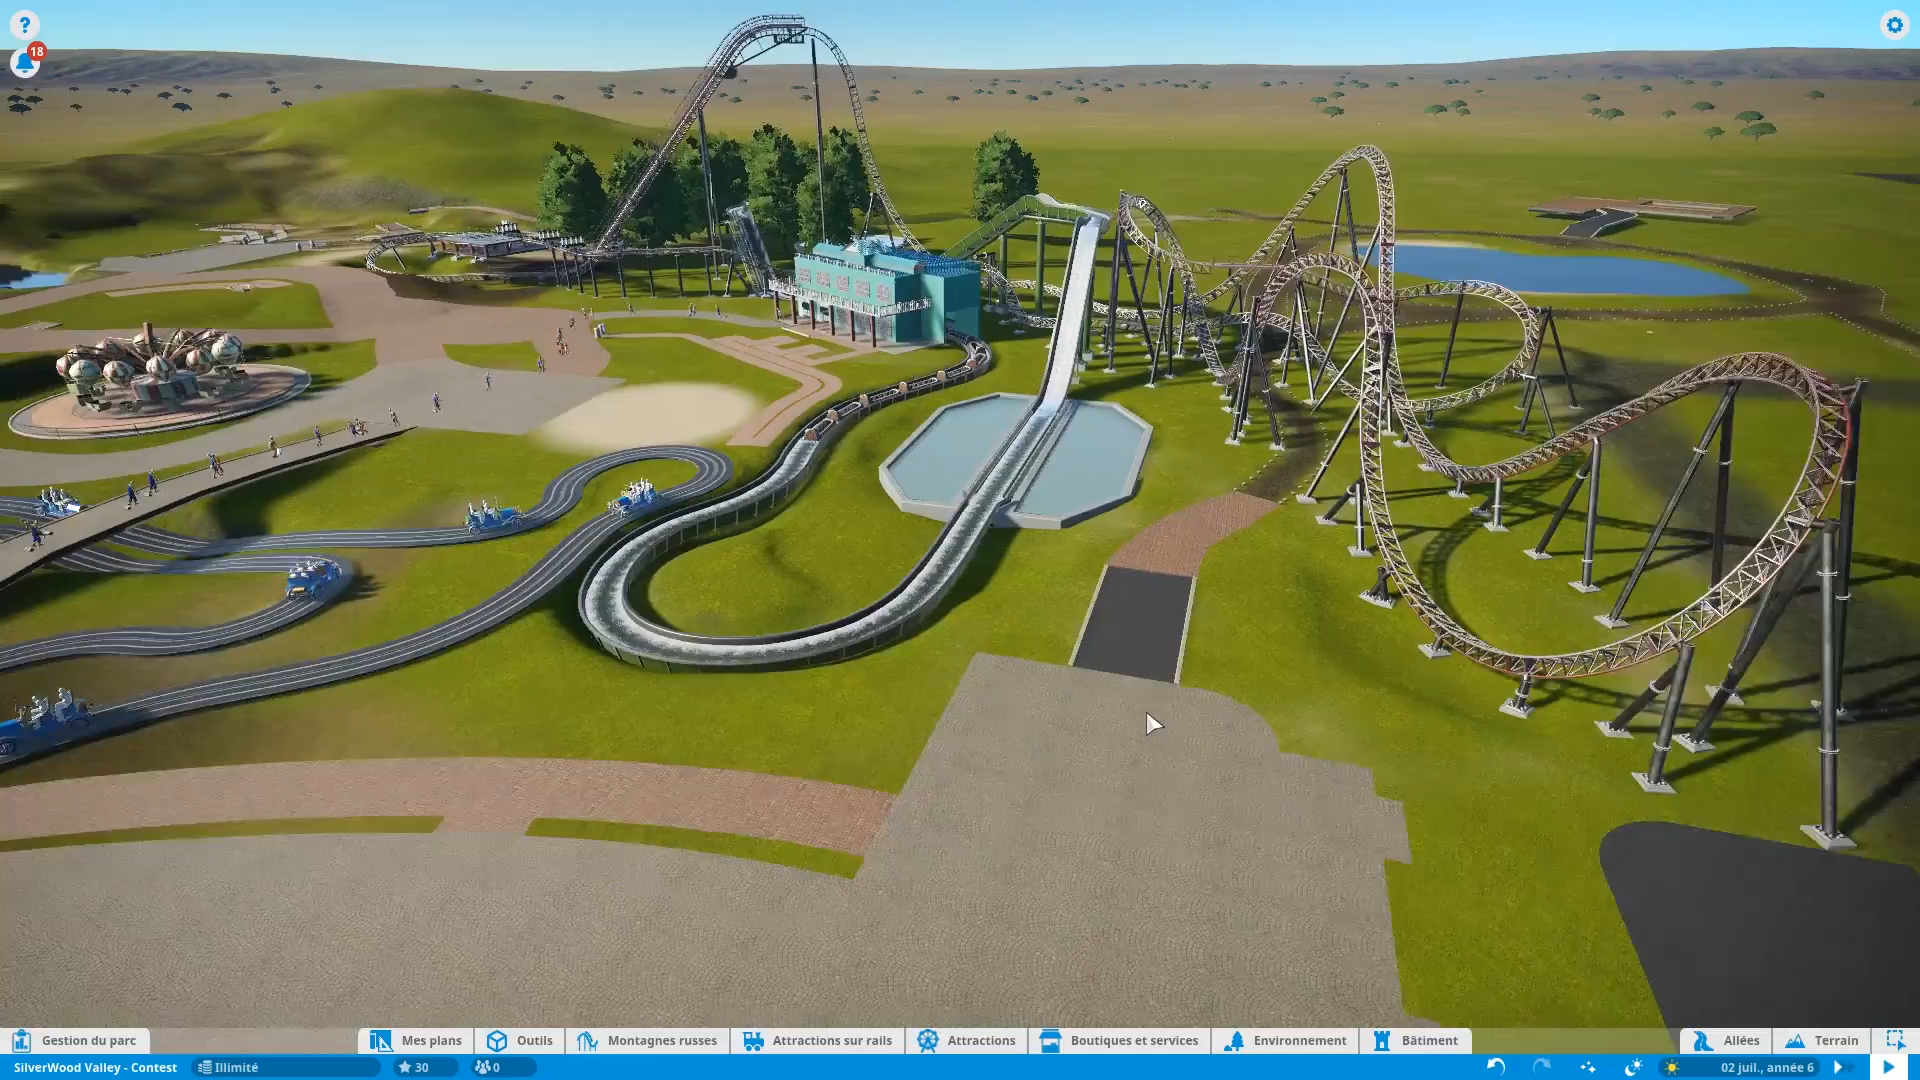 ?
18
Gestion du parc
Mes plans
Outils
Montagnes russes
Attractions sur rails
Attractions
Boutiques et services
Environnement
Bâtiment
Allées
Terrain
SilverWood Valley - Contest
Illimité
30
0
02 juil., année 6